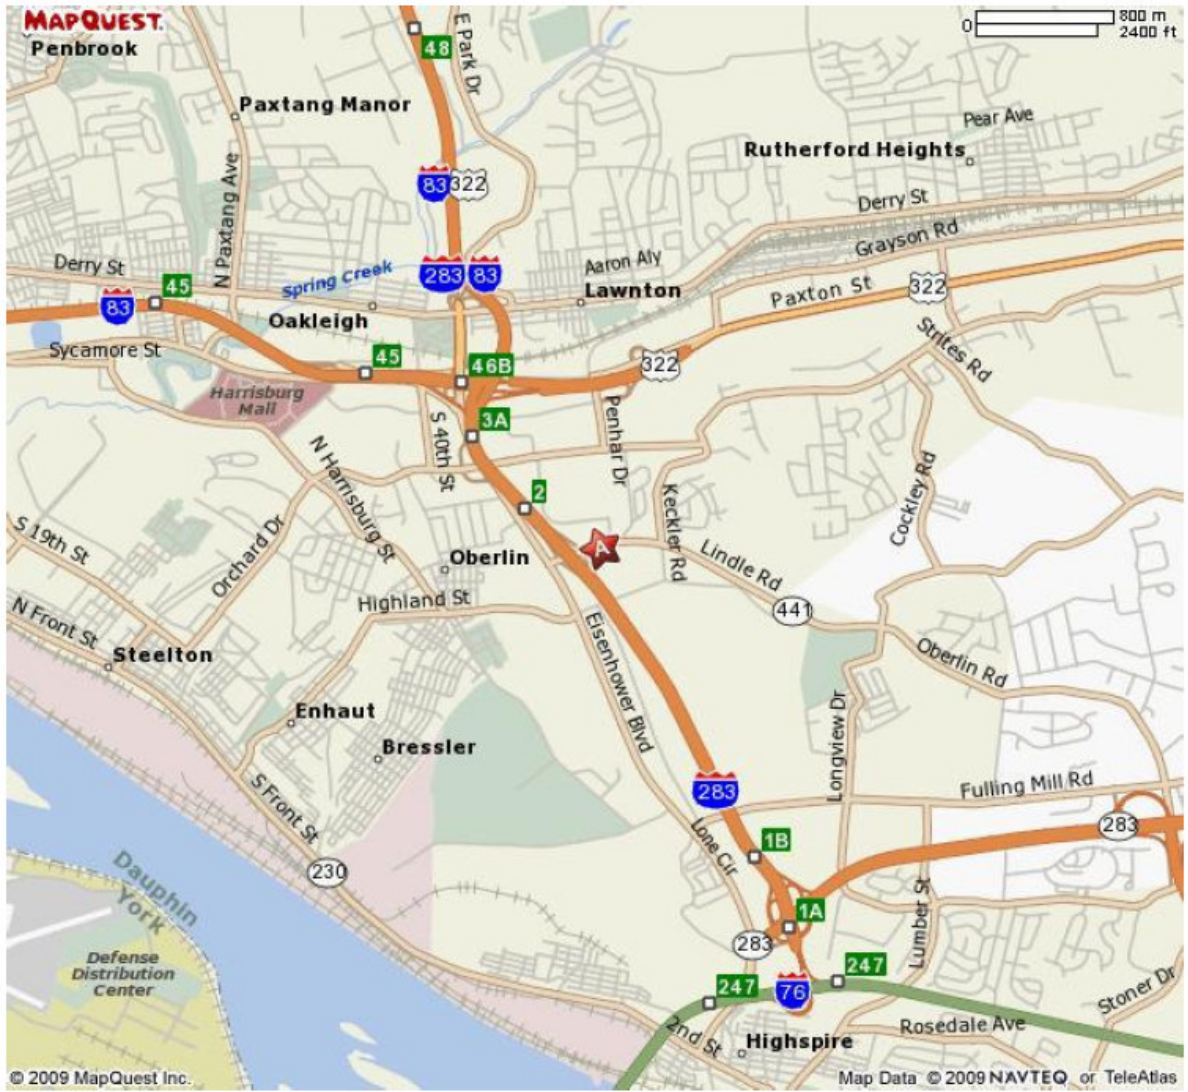 MAPQUEST.
0
800 m
2400 ft
Penbrook
48
E Park Dr
Paxtang Manor
Pear Ave
Rutherford Heights
N Paxtang Ave
83
322
Derry St
Grayson Rd
Derry St
Spring Creek
283
83
Aaron Aly
Lawnton
Paxton St
322
45
83
Oakleigh
Sycamore St
45
46B
322
Strites Rd
Harrisburg
Mall
3A
S 40th St
Penhar Dr
N Harrisburg St
Keckler Rd
Cockley Rd
2
S 19th St
Orchard Dr
Oberlin
A
Lindle Rd
441
N Front St
Highland St
Eisenhower Blvd
Oberlin Rd
Steelton
Enhaut
Bressler
Longview Dr
283
Fulling Mill Rd
S Front St
Lone Cir
1B
283
230
Dauphin
York
1A
Lumber St
283
Defense
Distribution
Center
247
76
247
Stoner Dr
2nd St
Highspire
Rosedale Ave
© 2009 MapQuest Inc.
Map Data © 2009 NAVTEQ or TeleAtlas